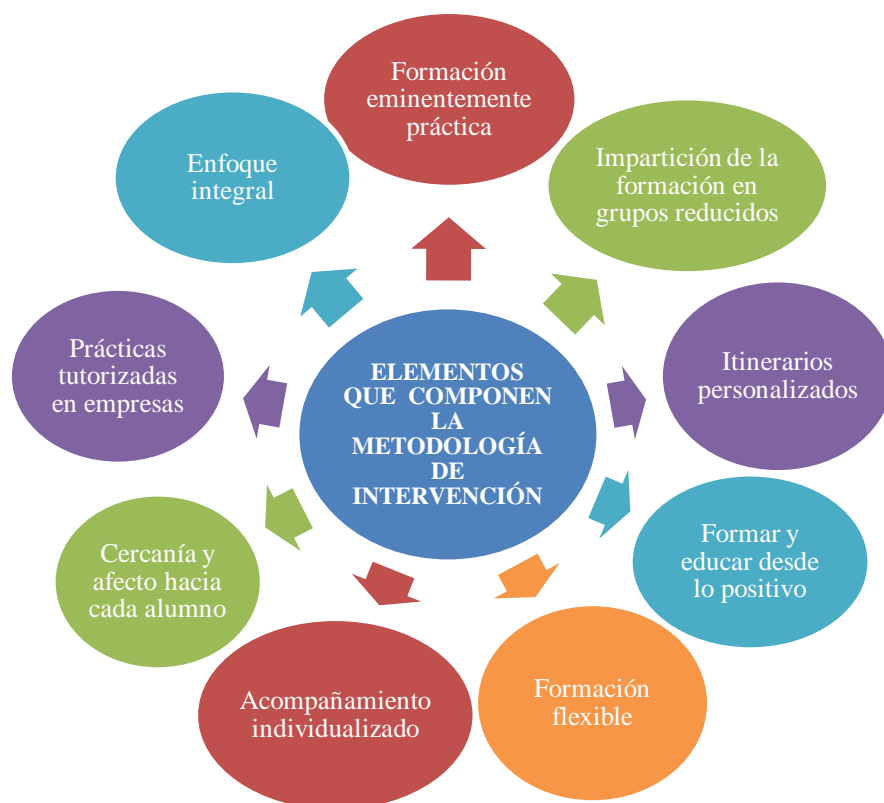 Formación
eminentemente
práctica
Impartición de la
formación en
grupos reducidos
Itinerarios
personalizados
Formar y
educar desde
lo positivo
Formación
flexible
Acompañamiento
individualizado
Cercanía y
afecto hacia
cada alumno
Prácticas
tutorizadas
en empresas
Enfoque
integral
ELEMENTOS
QUE COMPONEN
LA
METODOLOGÍA
DE
INTERVENCIÓN